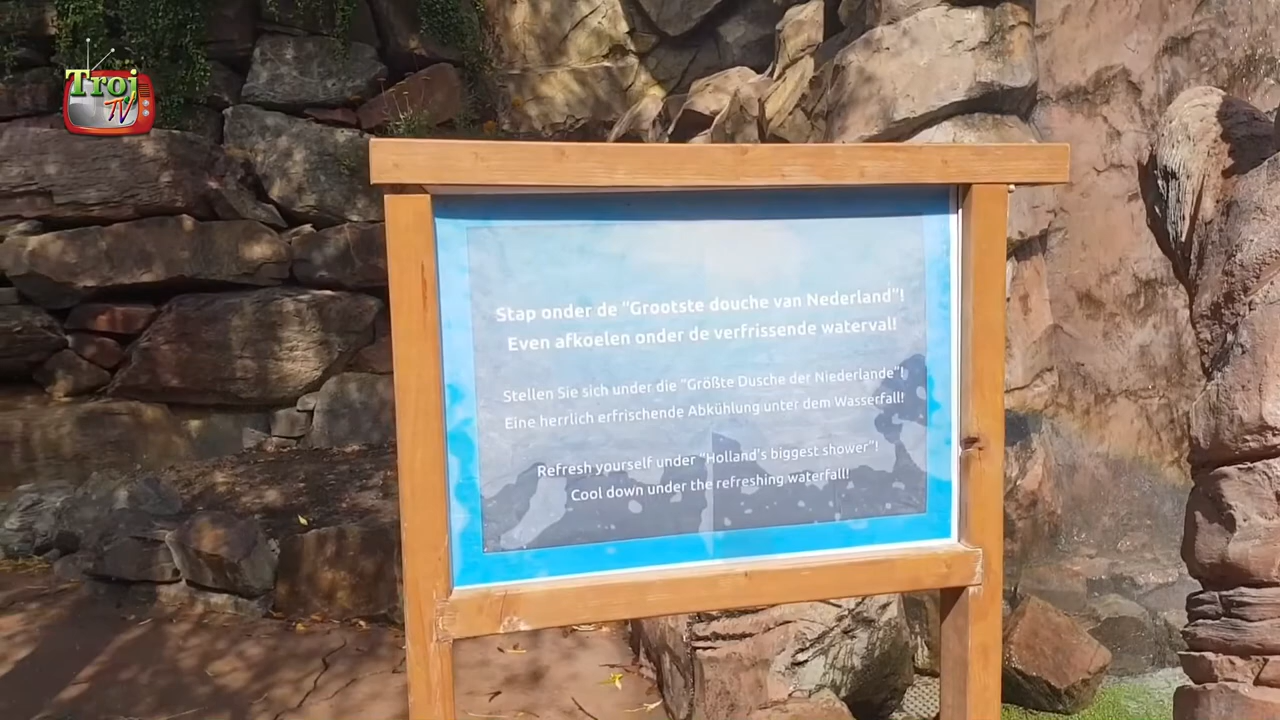 Troj
TV
Stap onder de “Grootste douche van Nederland”!
Even afkoelen onder de verfrissende waterval!
Stellen Sie sich under die “Größte Dusche der Niederlande”!
Eine herrlich erfrischende Abkühlung unter dem Wasserfall!
Refresh yourself under “Holland's biggest shower”!
Cool down under the refreshing waterfall!